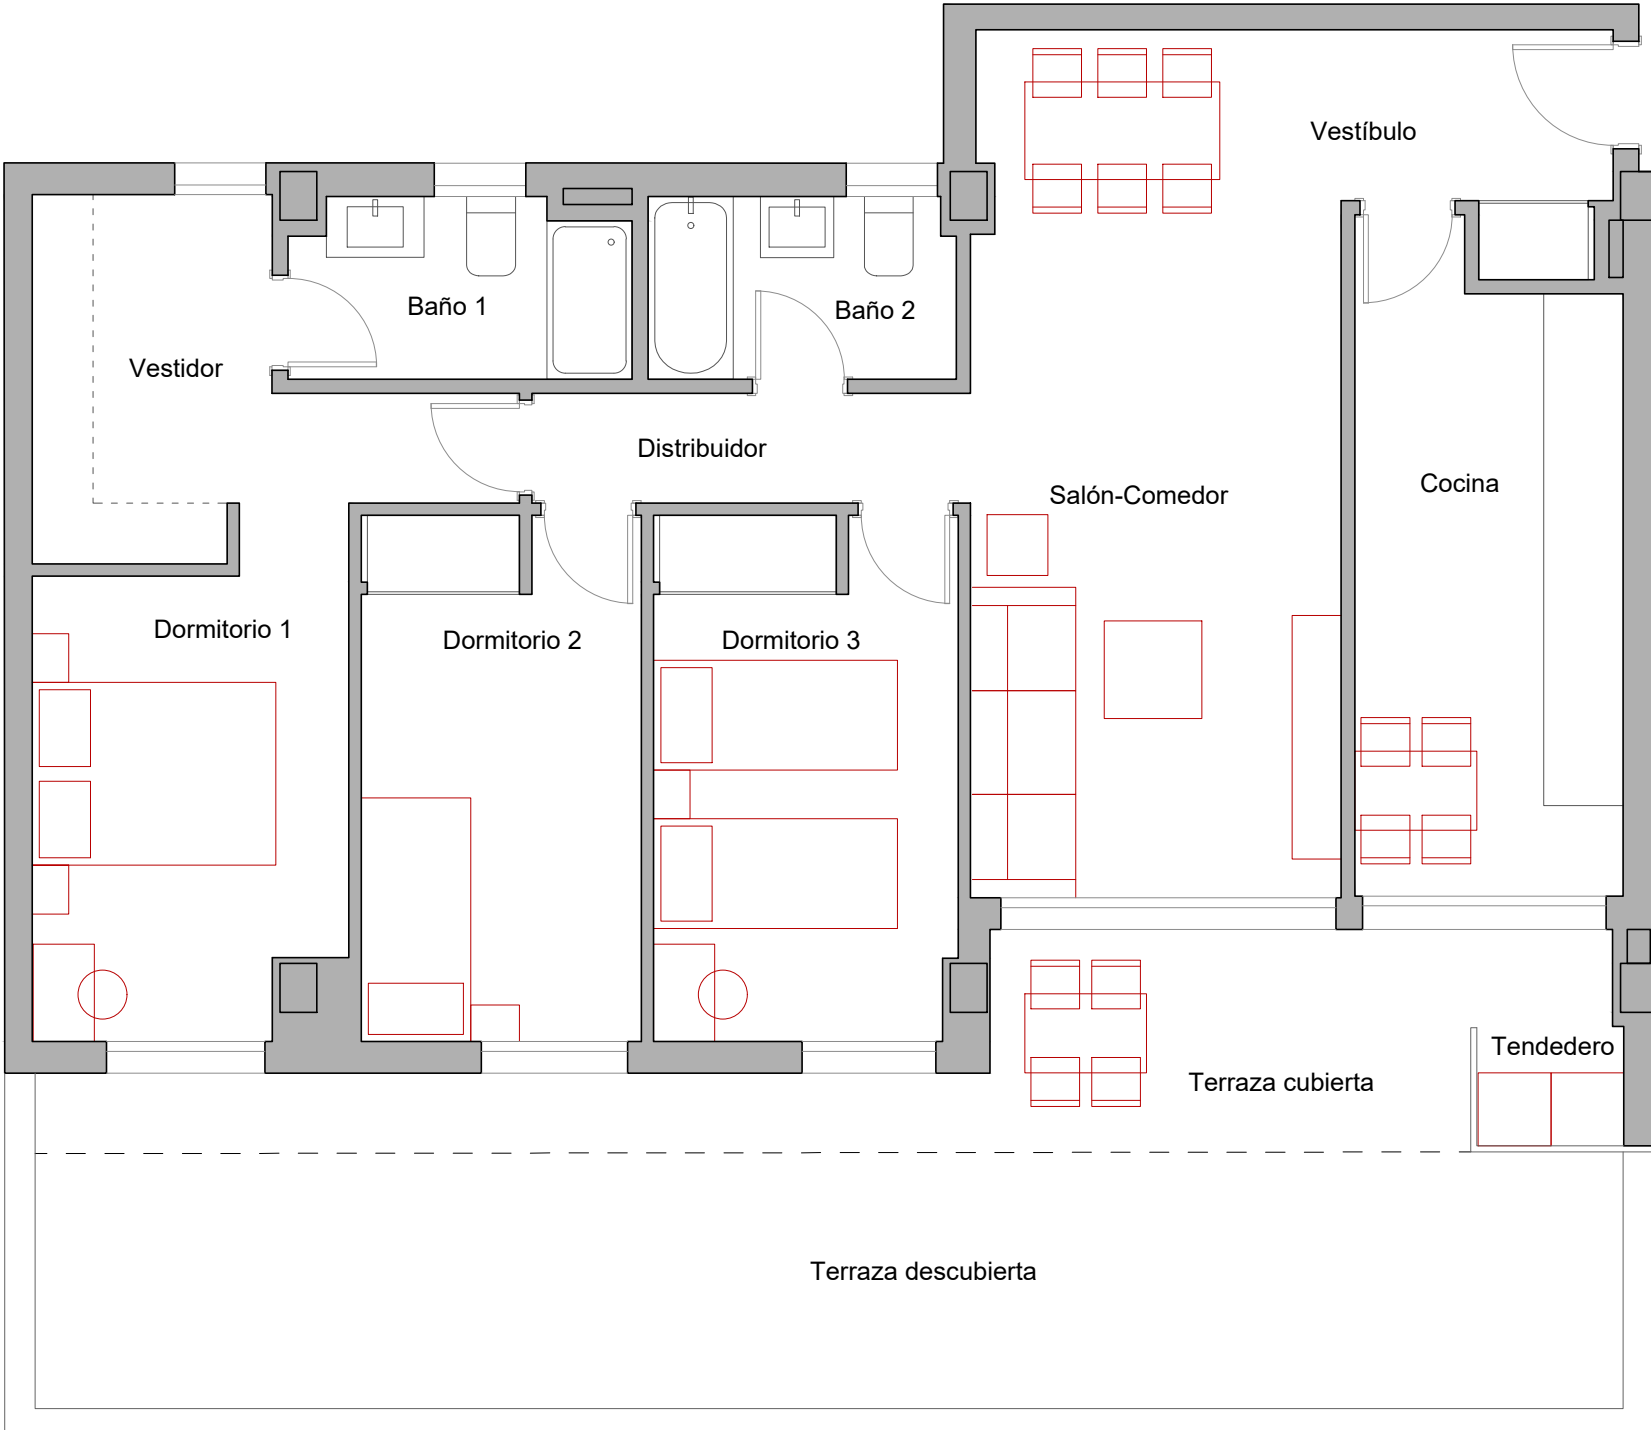 Vestíbulo
Baño 1
Baño 2
Vestidor
Distribuidor
Salón-Comedor
Cocina
Dormitorio 1
Dormitorio 2
Dormitorio 3
Tendedero
Terraza cubierta
Terraza descubierta